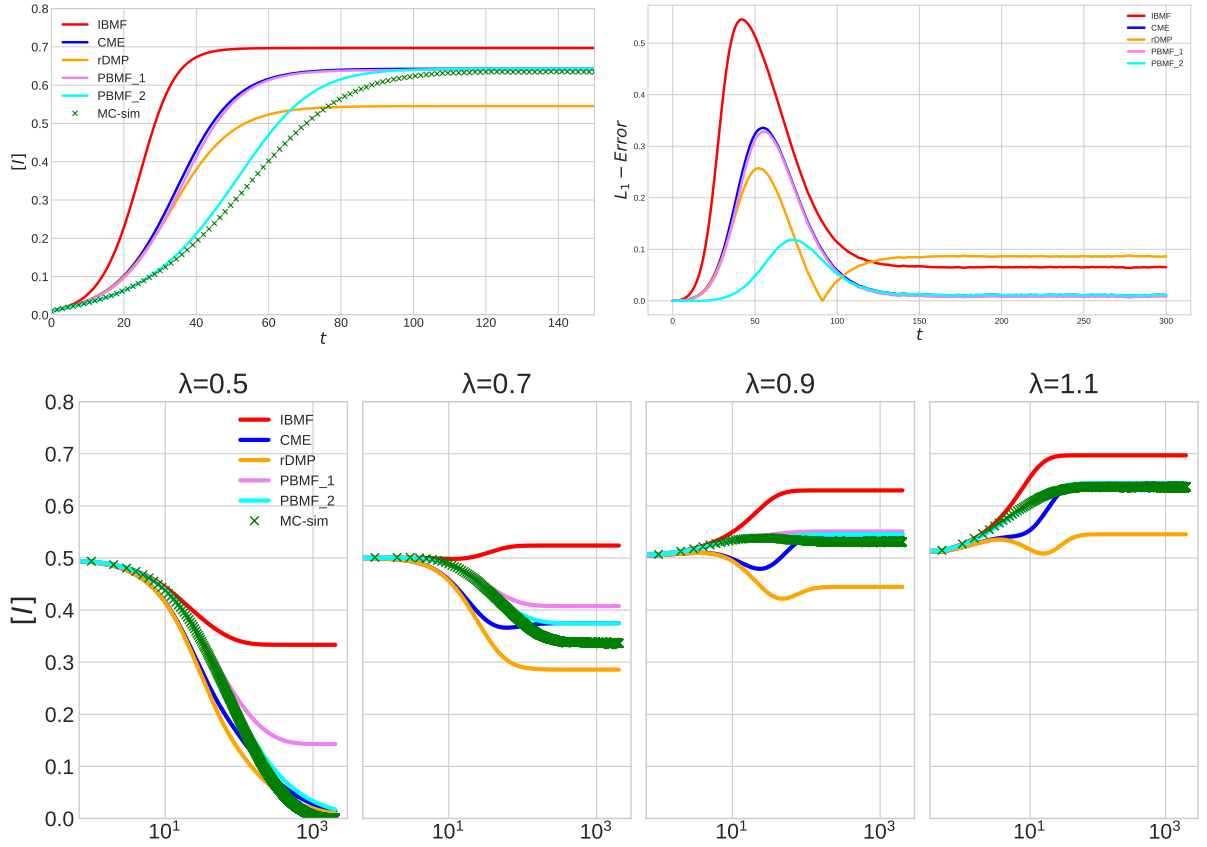 0.8
0.7
0.6
0.5
0.4
0.3
0.2
0.1
0.0
[I]
IBMF
CME
rDMP
PBMF_1
PBMF_2
MC-sim
0 20 40 60 80 100 120 140
t
0.5
0.4
0.3
0.2
0.1
0.0
L₁ − Error
IBMF
CME
rDMP
PBMF_1
PBMF_2
0 50 100 150 200 250 300
t
λ=0.5 λ=0.7 λ=0.9 λ=1.1
0.8
0.7
0.6
0.5
0.4
0.3
0.2
0.1
0.0
[I]
IBMF
CME
rDMP
PBMF_1
PBMF_2
MC-sim
10¹ 10³ 10¹ 10³ 10¹ 10³ 10¹ 10³